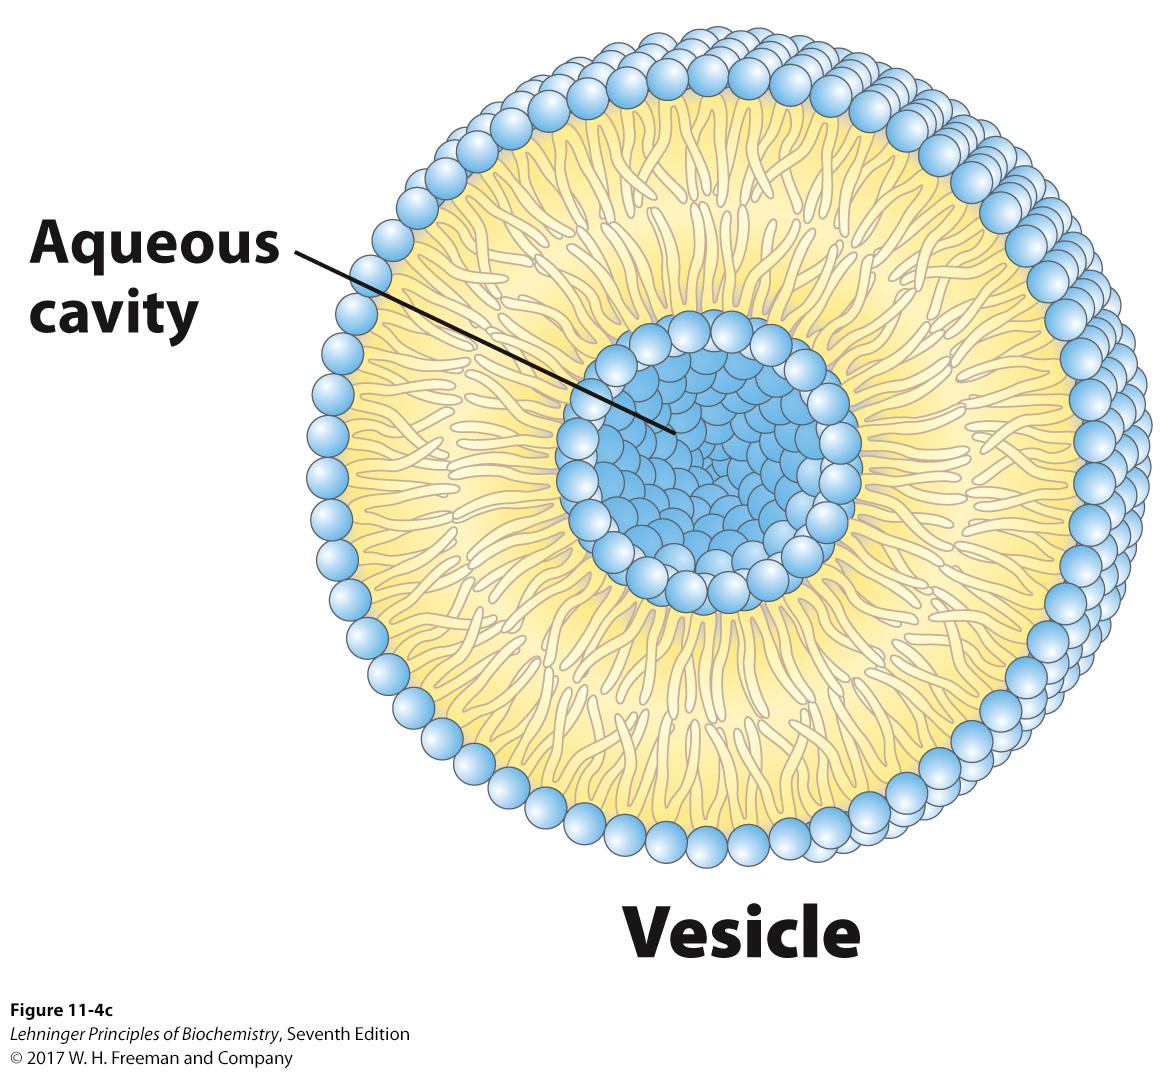 Aqueous
cavity
Vesicle
Figure 11-4c
Lehninger Principles of Biochemistry, Seventh Edition
© 2017 W. H. Freeman and Company